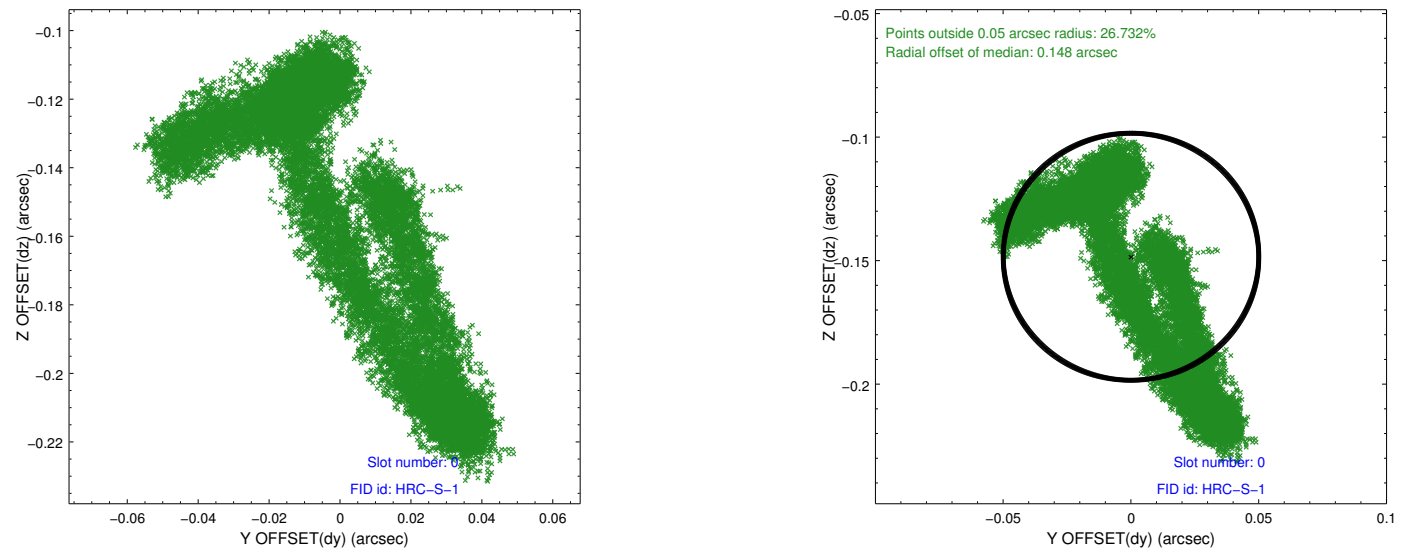 −0.1
−0.12
−0.14
−0.16
−0.18
−0.2
−0.22
Z OFFSET(dz) (arcsec)
Slot number: 0
FID id: HRC−S−1
−0.06
−0.04
−0.02
0
0.02
0.04
0.06
Y OFFSET(dy) (arcsec)
−0.05
−0.1
−0.15
−0.2
Z OFFSET(dz) (arcsec)
Points outside 0.05 arcsec radius: 26.732%
Radial offset of median: 0.148 arcsec
Slot number: 0
FID id: HRC−S−1
−0.05
0
0.05
0.1
Y OFFSET(dy) (arcsec)